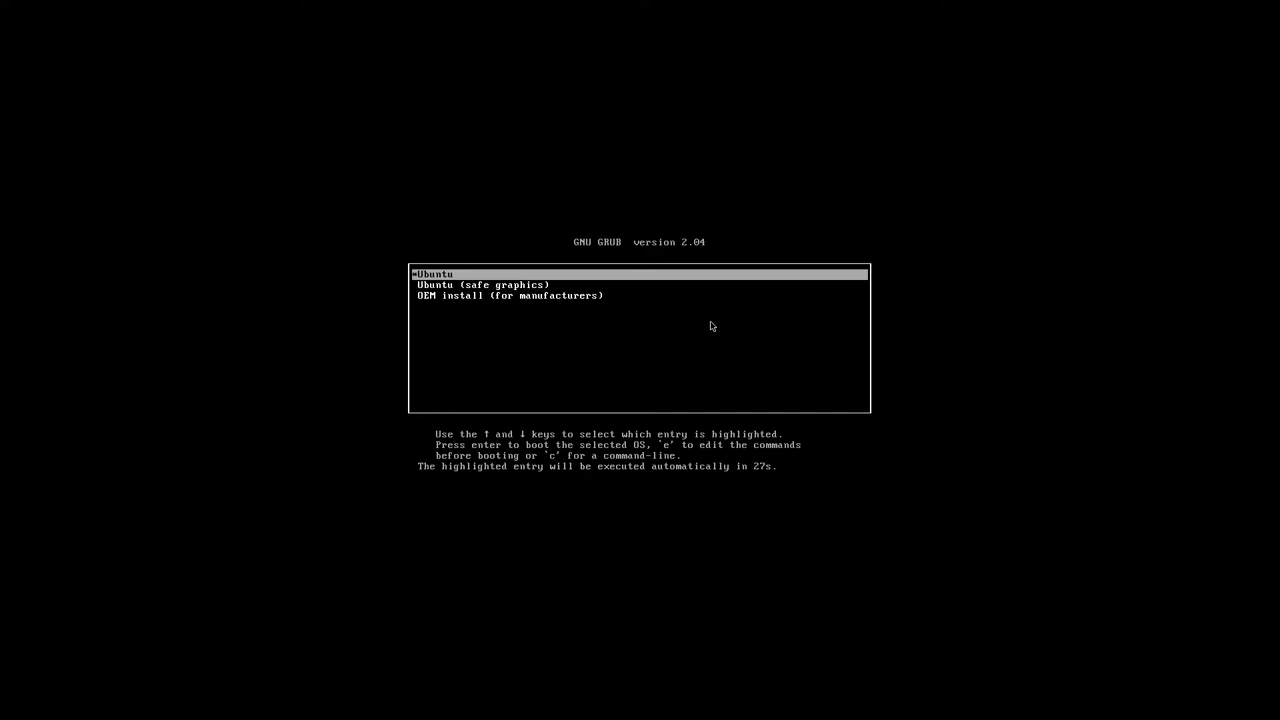 GNU GRUB  version 2.04
*Ubuntu
Ubuntu (safe graphics)
OEM install (for manufacturers)
Use the ↑ and ↓ keys to select which entry is highlighted.
Press enter to boot the selected OS, `e' to edit the commands
before booting or `c' for a command-line.
The highlighted entry will be executed automatically in 27s.